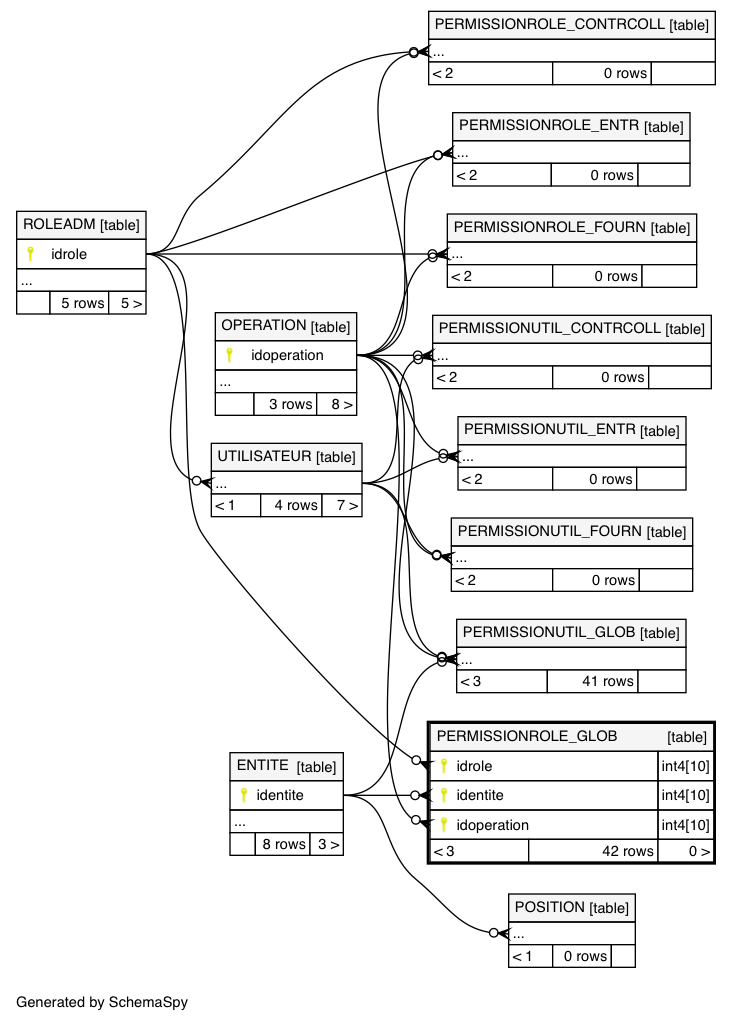 PERMISSIONROLE_CONTRCOLL [table]
...
< 2 0 rows
PERMISSIONROLE_ENTR [table]
...
< 2 0 rows
ROLEADM [table]
idrole
...
5 rows 5 >
PERMISSIONROLE_FOURN [table]
...
< 2 0 rows
OPERATION [table]
idoperation
...
3 rows 8 >
PERMISSIONUTIL_CONTRCOLL [table]
...
< 2 0 rows
UTILISATEUR [table]
...
< 1 4 rows 7 >
PERMISSIONUTIL_ENTR [table]
...
< 2 0 rows
PERMISSIONUTIL_FOURN [table]
...
< 2 0 rows
PERMISSIONUTIL_GLOB [table]
...
< 3 41 rows
PERMISSIONROLE_GLOB [table]
idrole int4[10]
identite int4[10]
idoperation int4[10]
< 3 42 rows 0 >
ENTITE [table]
identite
...
8 rows 3 >
POSITION [table]
...
< 1 0 rows
Generated by SchemaSpy